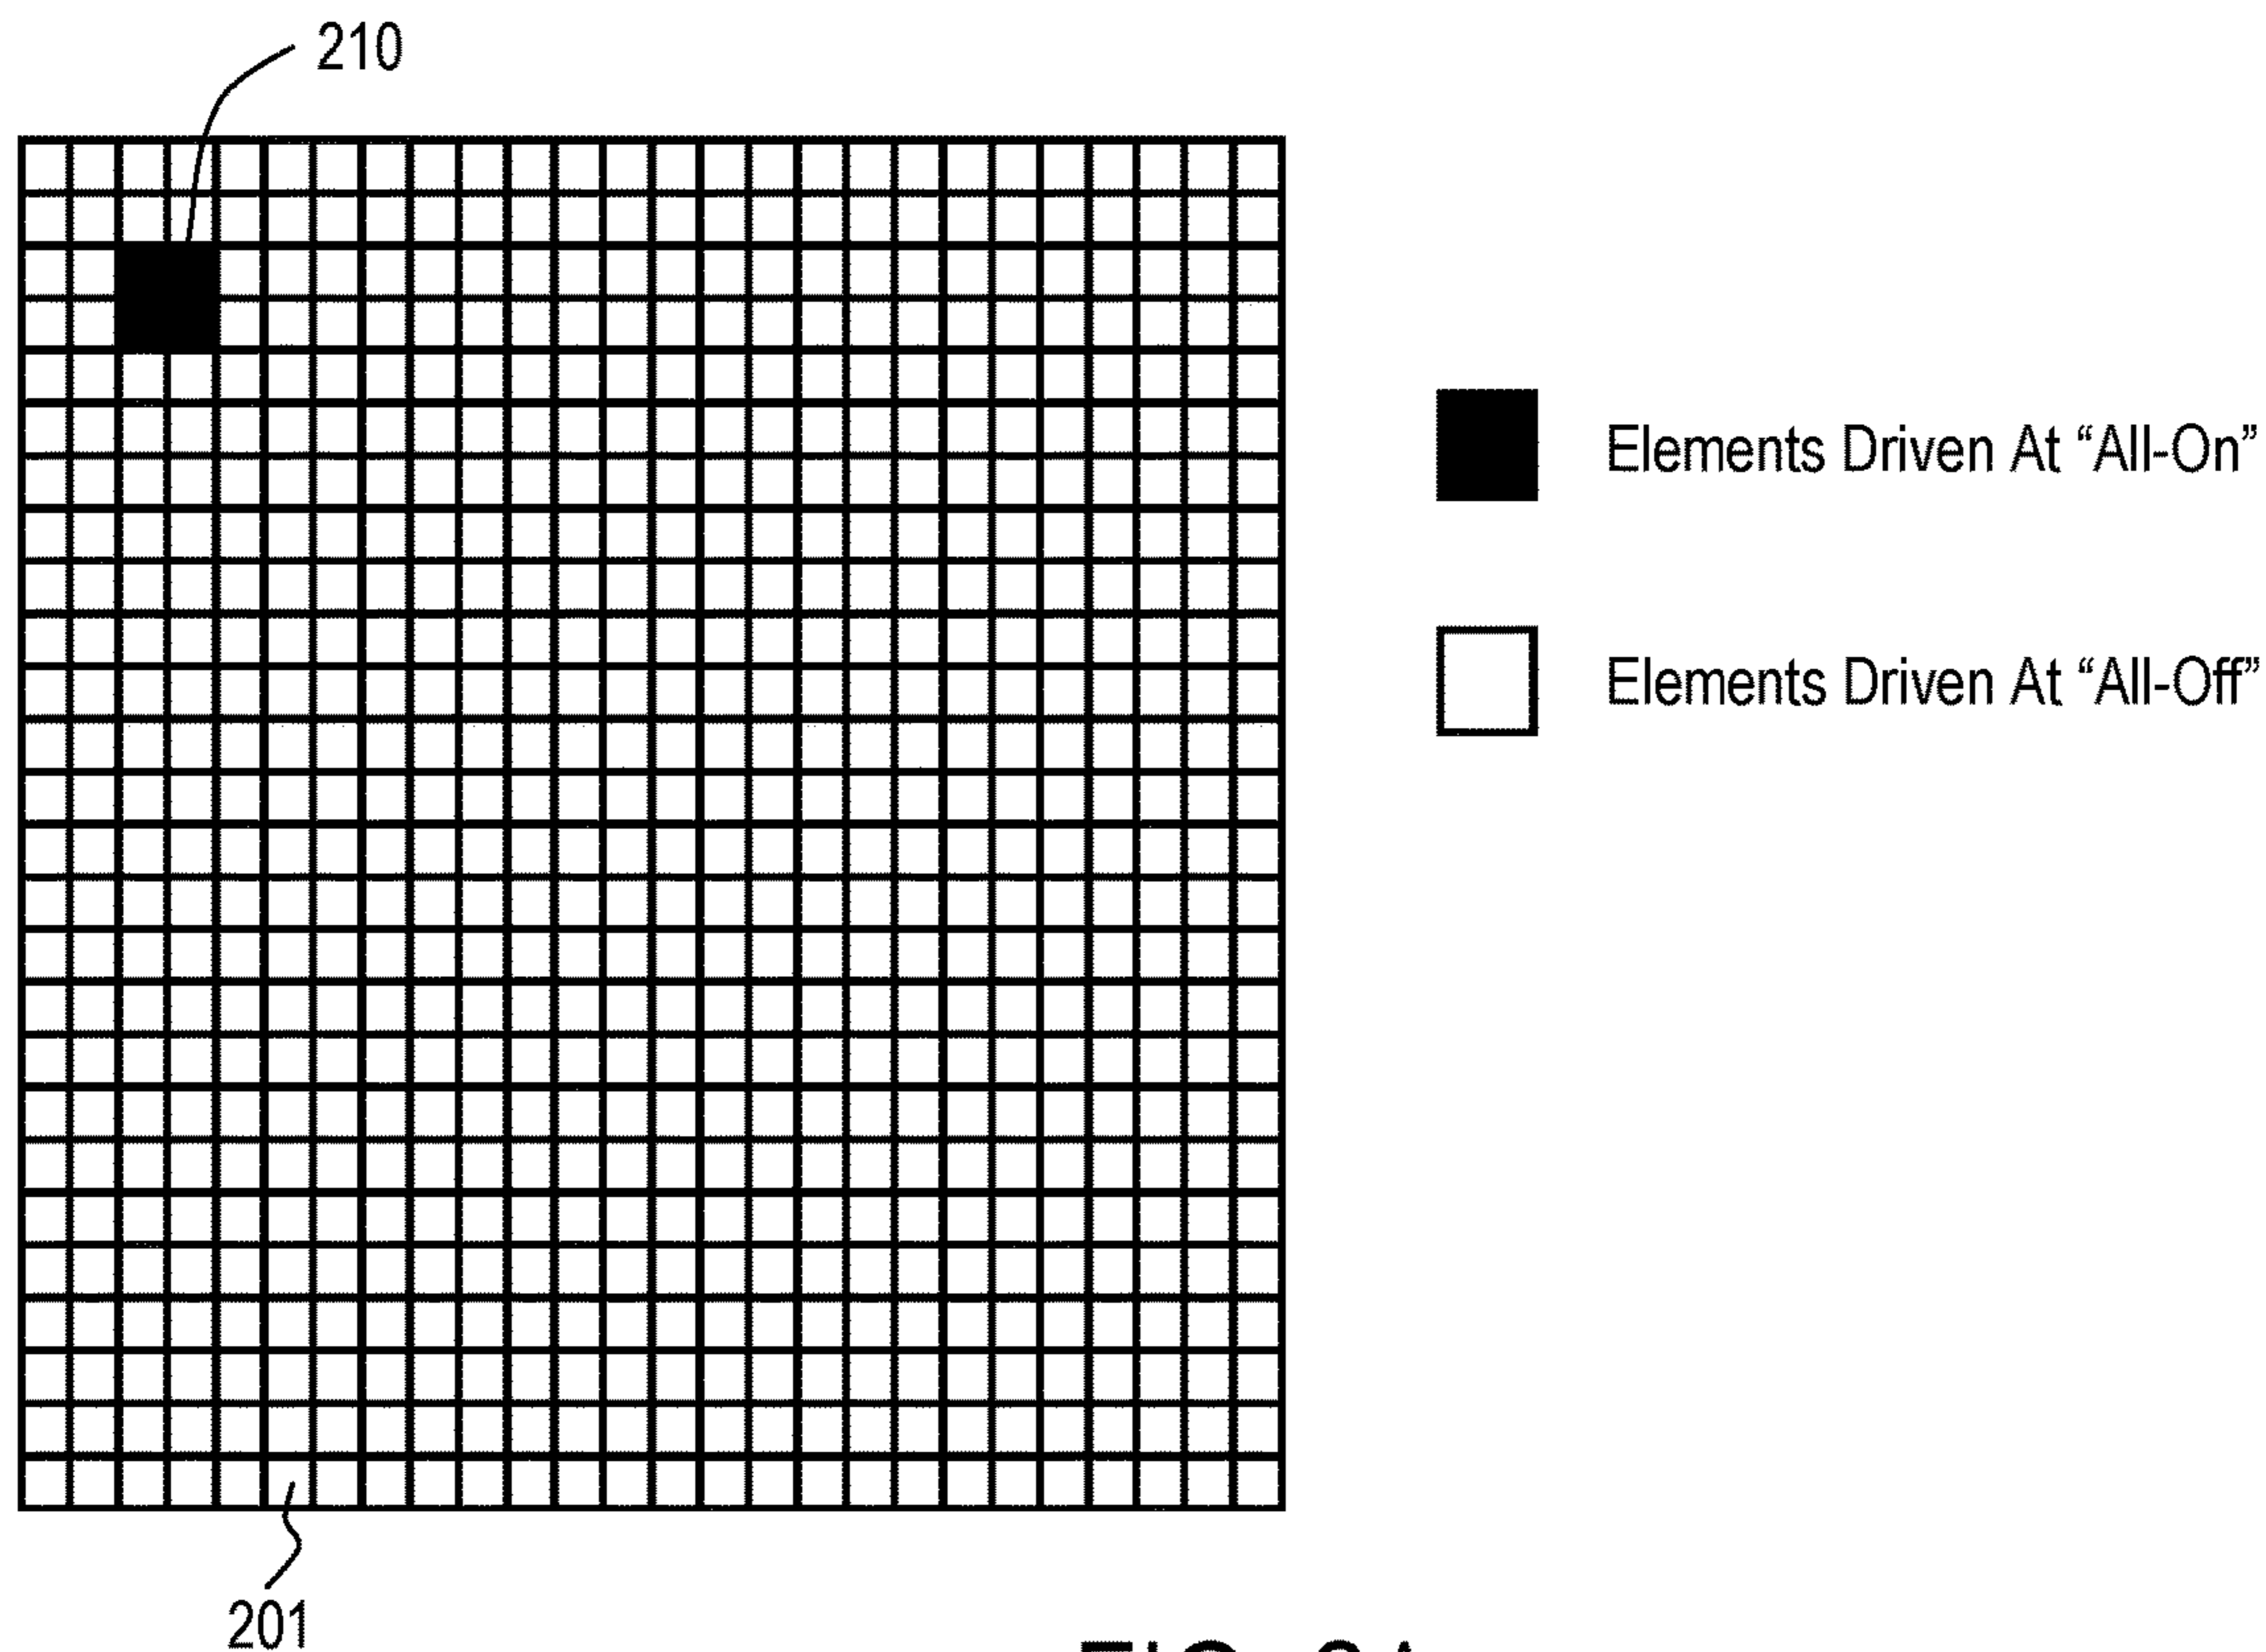 210
Elements Driven At “All-On”
Elements Driven At “All-Off”
201